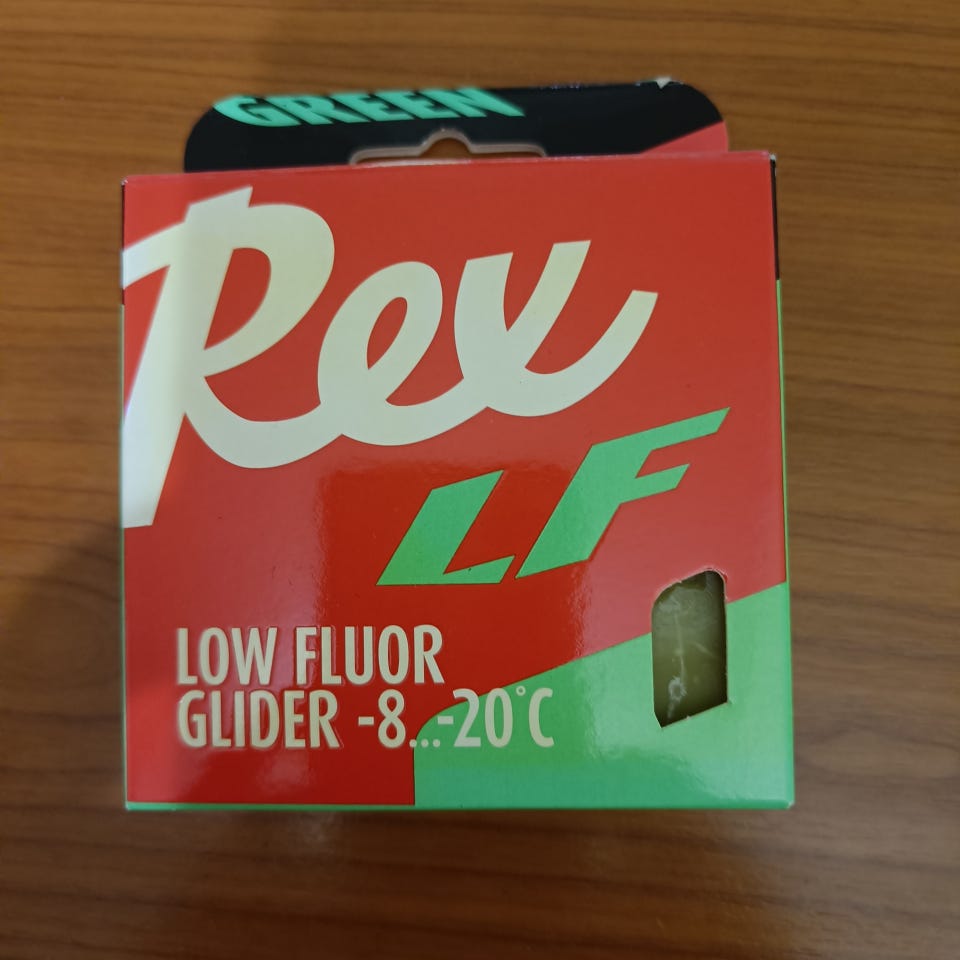 GREEN
Rex
LF
LOW FLUOR
GLIDER -8...-20°C